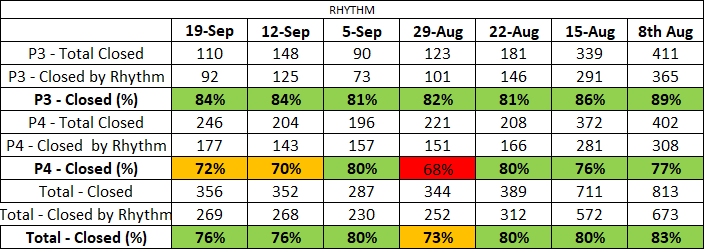 RHYTHM
19-Sep 12-Sep 5-Sep 29-Aug 22-Aug 15-Aug 8th Aug
P3 - Total Closed 110 148 90 123 181 339 411
P3 - Closed by Rhythm 92 125 73 101 146 291 365
P3 - Closed (%) 84% 84% 81% 82% 81% 86% 89%
P4 - Total Closed 246 204 196 221 208 372 402
P4 - Closed  by Rhythm 177 143 157 151 166 281 308
P4 - Closed (%) 72% 70% 80% 68% 80% 76% 77%
Total - Closed 356 352 287 344 389 711 813
Total - Closed by Rhythm 269 268 230 252 312 572 673
Total - Closed (%) 76% 76% 80% 73% 80% 80% 83%